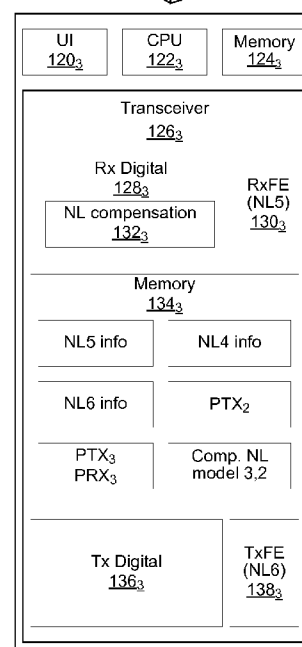 UI
120₃
CPU
122₃
Memory
124₃
Transceiver
126₃
Rx Digital
128₃
NL compensation
132₃
RxFE
(NL5)
130₃
Memory
134₃
NL5 info
NL4 info
NL6 info
PTX₂
PTX₃
PRX₃
Comp. NL
model 3,2
Tx Digital
136₃
TxFE
(NL6)
138₃